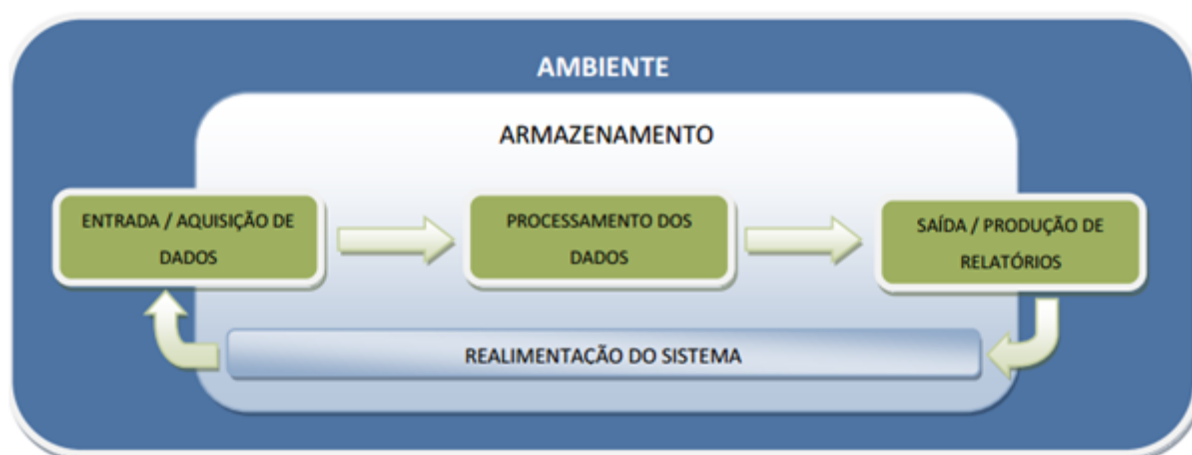 AMBIENTE
ARMAZENAMENTO
ENTRADA / AQUISIÇÃO DE
DADOS
PROCESSAMENTO DOS
DADOS
SAÍDA / PRODUÇÃO DE
RELATÓRIOS
REALIMENTAÇÃO DO SISTEMA